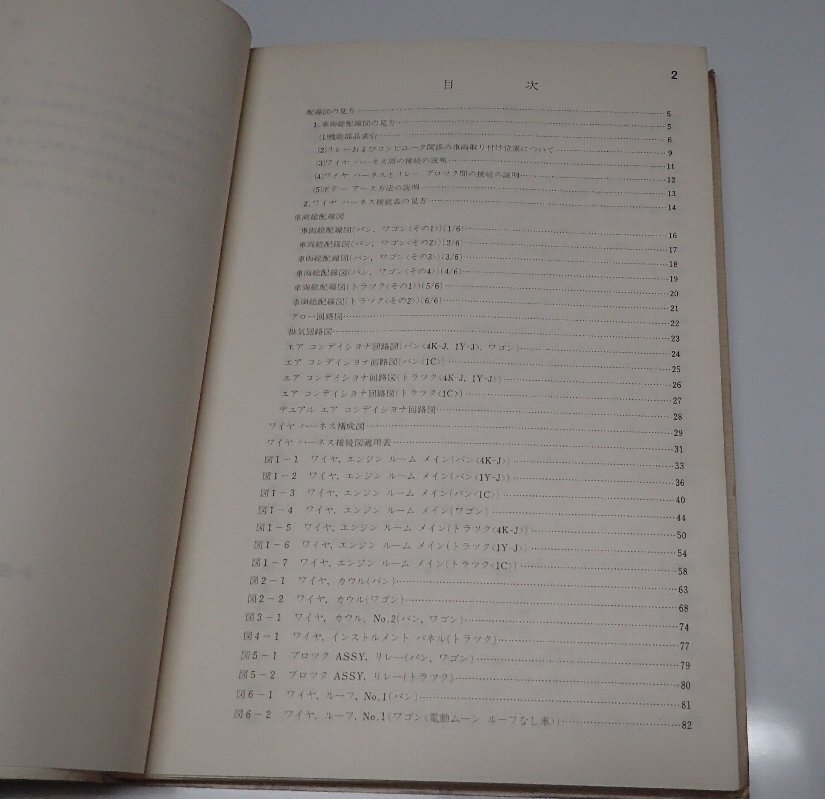 2
目 次
配線図の見方……5
1.車両総配線図の見方……5
(1)機能部品索引……6
(2)リレーおよびコンピュータ関係の車両取り付け位置について……9
(3)ワイヤ ハーネス間の接続の説明……11
(4)ワイヤ ハーネスとリレー ブロツク間の接続の説明……12
(5)ボデー アース方法の説明……13
2.ワイヤ ハーネス接続表の見方……14
車両総配線図
車両総配線図(バン, ワゴン<その1>)(1/6)……16
車両総配線図(バン, ワゴン<その2>)(2/6)……17
車両総配線図(バン, ワゴン<その3>)(3/6)……18
車両総配線図(バン, ワゴン<その4>)(4/6)……19
車両総配線図(トラツク<その1>)(5/6)……20
車両総配線図(トラツク<その2>)(6/6)……21
グロー回路図……22
排気回路図……23
エア コンデイシヨナ回路図(バン<4K-J, 1Y-J>, ワゴン)……24
エア コンデイシヨナ回路図(バン<1C>)……25
エア コンデイシヨナ回路図(トラツク<4K-J, 1Y-J>)……26
エア コンデイシヨナ回路図(トラツク<1C>)……27
デユアル エア コンデイシヨナ回路図……28
ワイヤ ハーネス構成図……29
ワイヤ ハーネス接続図適用表……31
図1-1 ワイヤ, エンジン ルーム メイン(バン<4K-J>)……33
図1-2 ワイヤ, エンジン ルーム メイン(バン<1Y-J>)……36
図1-3 ワイヤ, エンジン ルーム メイン(バン<1C>)……40
図1-4 ワイヤ, エンジン ルーム メイン(ワゴン)……44
図1-5 ワイヤ, エンジン ルーム メイン(トラツク<4K-J>)……50
図1-6 ワイヤ, エンジン ルーム メイン(トラツク<1Y-J>)……54
図1-7 ワイヤ, エンジン ルーム メイン(トラツク<1C>)……58
図2-1 ワイヤ, カウル(バン)……63
図2-2 ワイヤ, カウル(ワゴン)……68
図3-1 ワイヤ, カウル, No.2(バン, ワゴン)……74
図4-1 ワイヤ, インストルメント パネル(トラツク)……77
図5-1 ブロツク ASSY, リレー(バン, ワゴン)……79
図5-2 ブロツク ASSY, リレー(トラツク)……80
図6-1 ワイヤ, ルーフ, No.1(バン)……81
図6-2 ワイヤ, ルーフ, No.1(ワゴン<電動ムーン ルーフなし車>)……82